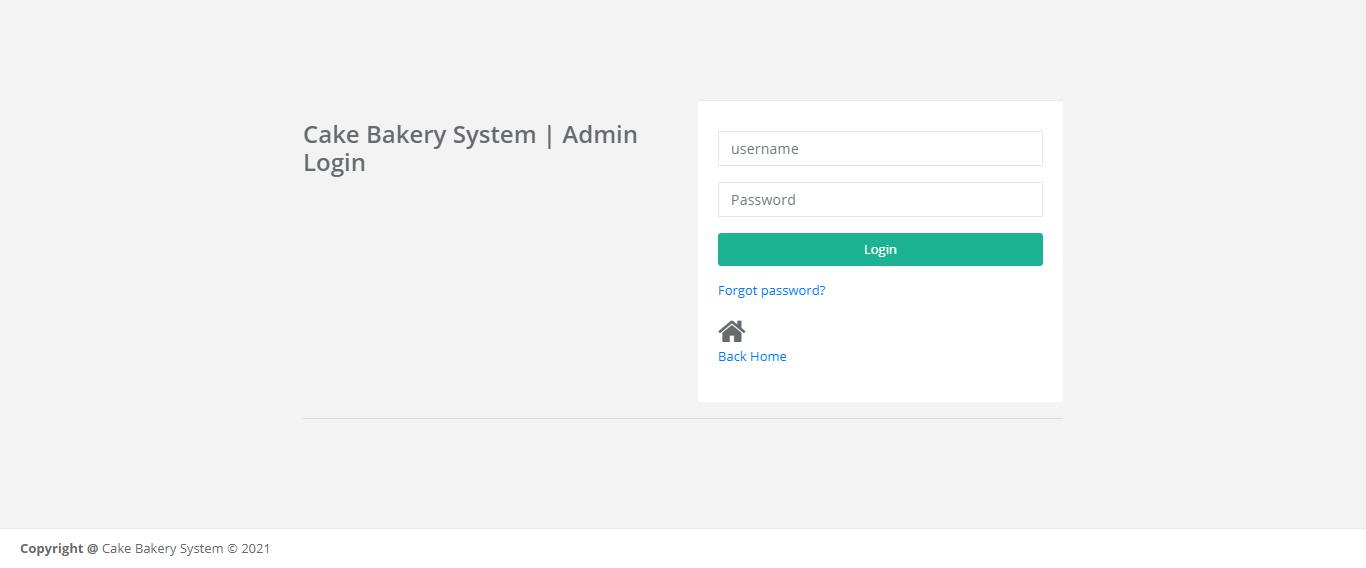 Cake Bakery System | Admin
Login
username
Password
Login
Forgot password?
Back Home
Copyright @ Cake Bakery System © 2021